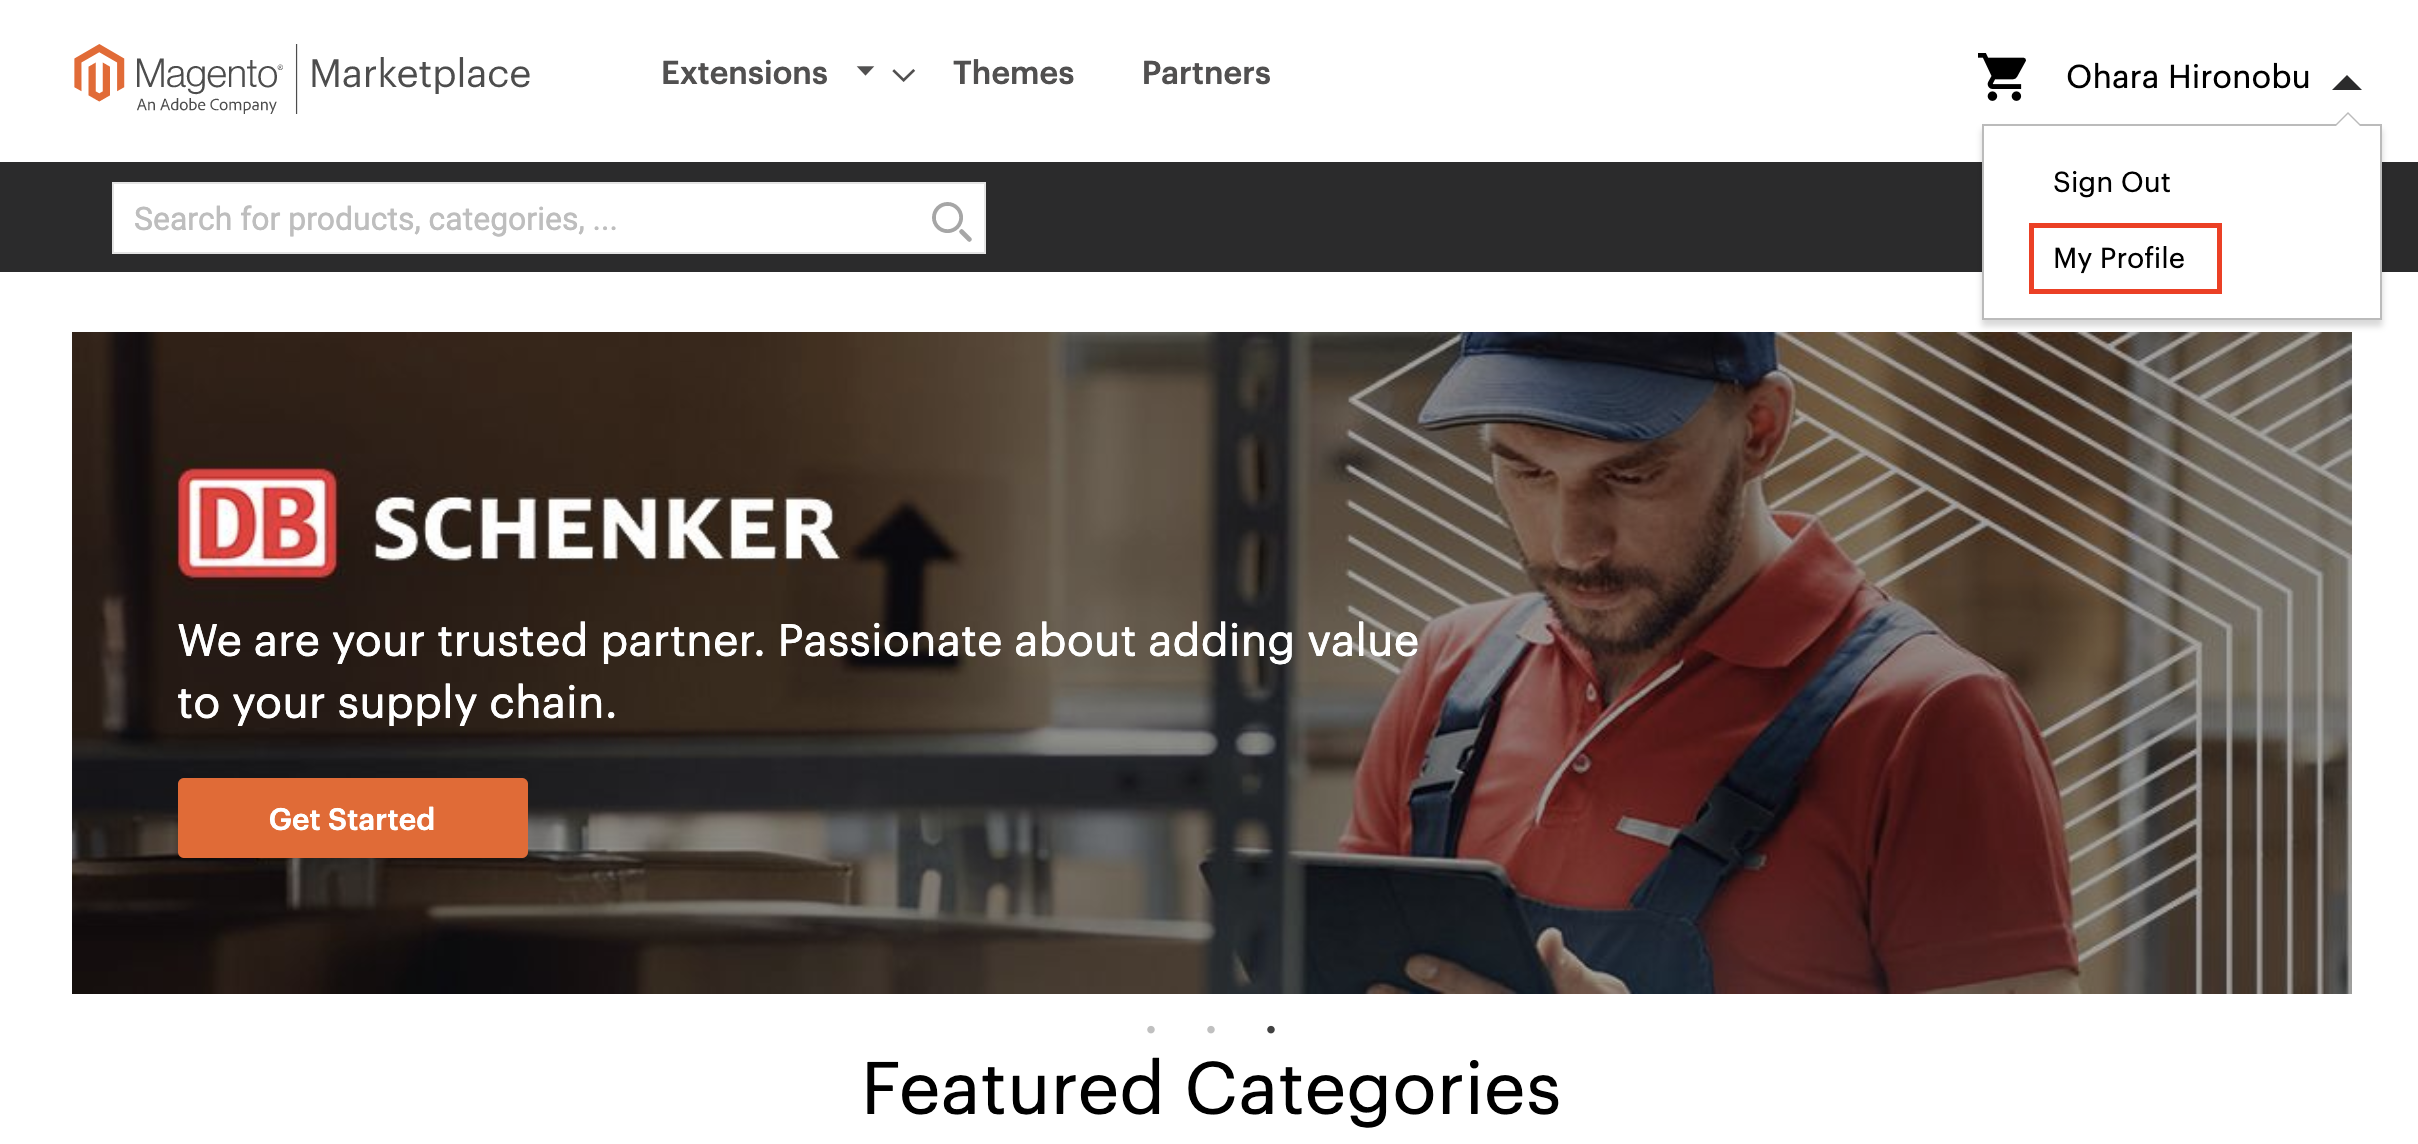 Magento®
An Adobe Company
Marketplace
Extensions
Themes
Partners
Ohara Hironobu
Sign Out
My Profile
Search for products, categories, ...
DB SCHENKER
We are your trusted partner. Passionate about adding value
to your supply chain.
Get Started
Featured Categories